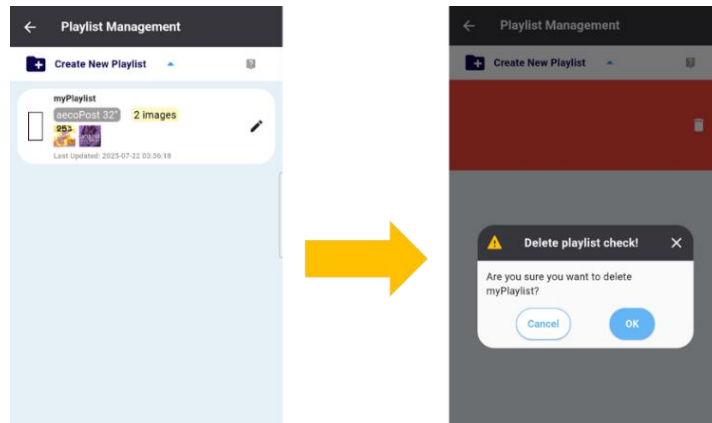 Playlist Management
Create New Playlist
myPlaylist
aecoPost 32"
2 images
Last Updated: 2025-07-22 03:36:18
Playlist Management
Create New Playlist
Delete playlist check!
Are you sure you want to delete
myPlaylist?
Cancel
OK